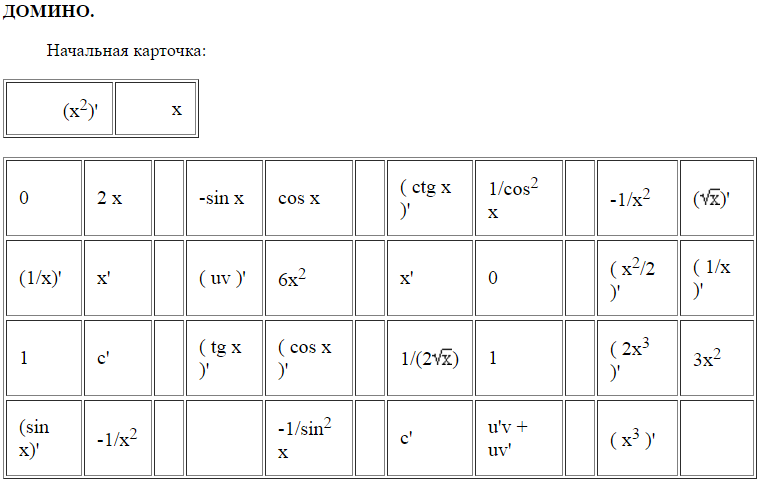 ДОМИНО.
Начальная карточка:
(x²)' x
0 2 x -sin x cos x ( ctg x )' 1/cos² x -1/x² (√x)'
(1/x)' x' ( uv )' 6x² x' 0 ( x²/2 )' ( 1/x )'
1 c' ( tg x )' ( cos x )' 1/(2√x) 1 ( 2x³ )' 3x²
(sin x)' -1/x² -1/sin² x c' u'v + uv' ( x³ )'